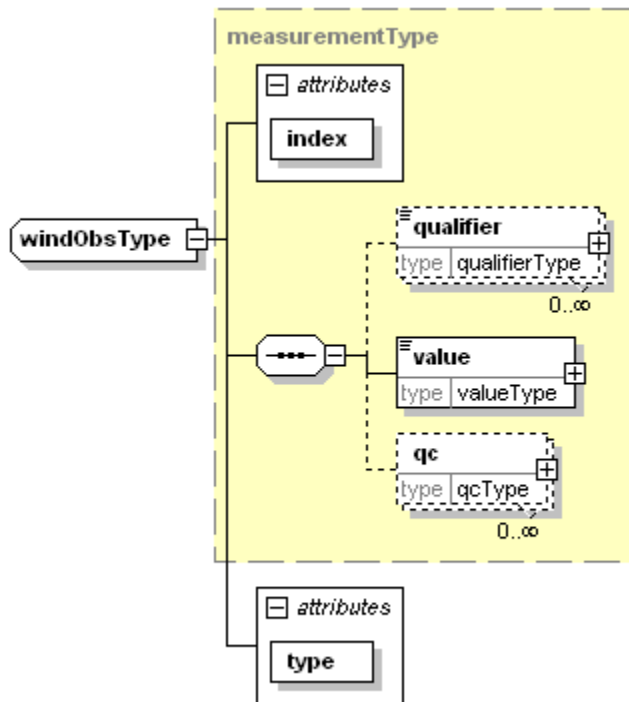 measurementType
attributes
index
windObsType
qualifier
type qualifierType
0..∞
value
type valueType
qc
type qcType
0..∞
attributes
type